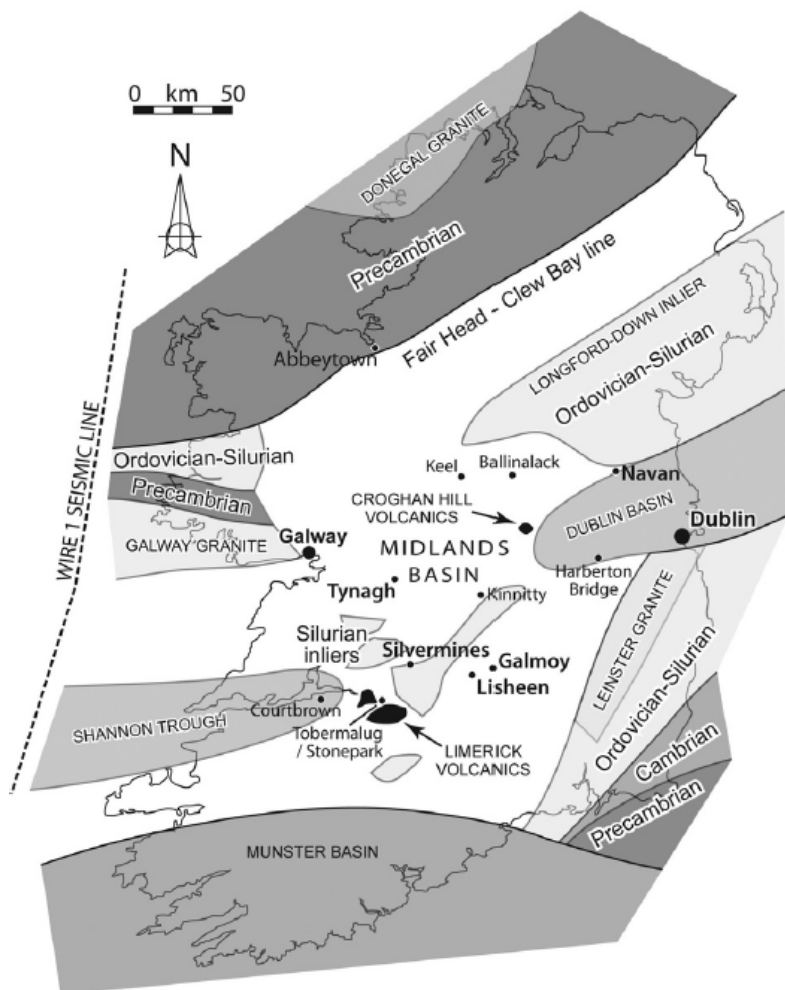 0 km 50
N
DONEGAL GRANITE
Precambrian
Fair Head - Clew Bay line
Abbeytown
LONGFORD-DOWN INLIER
Ordovician-Silurian
WIRE 1 SEISMIC LINE
Ordovician-Silurian
Precambrian
GALWAY GRANITE
Galway
Keel
Ballinalack
Navan
CROGHAN HILL
VOLCANICS
DUBLIN BASIN
Dublin
MIDLANDS
BASIN
Harberton
Bridge
Tynagh
Kinnitty
Silurian
inliers
Silvermines
Galmoy
Lisheen
LEINSTER GRANITE
Ordovician-Silurian
Cambrian
Precambrian
SHANNON TROUGH
Courtbrown
Tobermalug
/ Stonepark
LIMERICK
VOLCANICS
MUNSTER BASIN